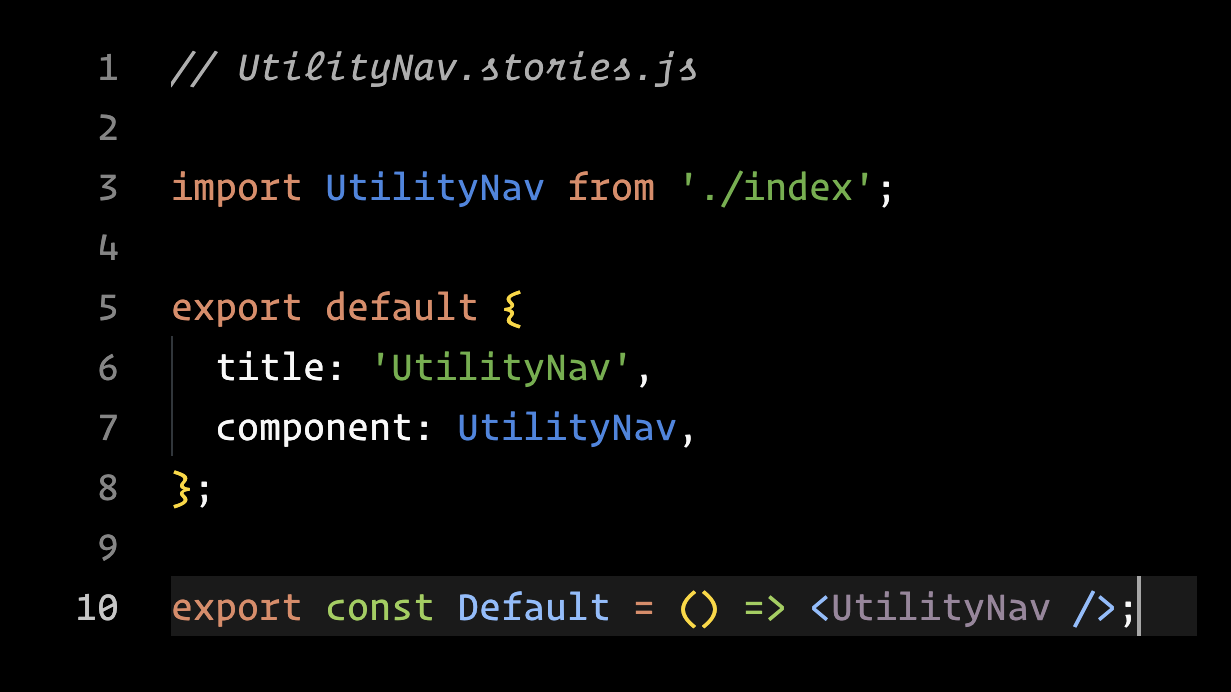 1 // UtilityNav.stories.js
2
3 import UtilityNav from './index';
4
5 export default {
6   title: 'UtilityNav',
7   component: UtilityNav,
8 };
9
10 export const Default = () => <UtilityNav />;